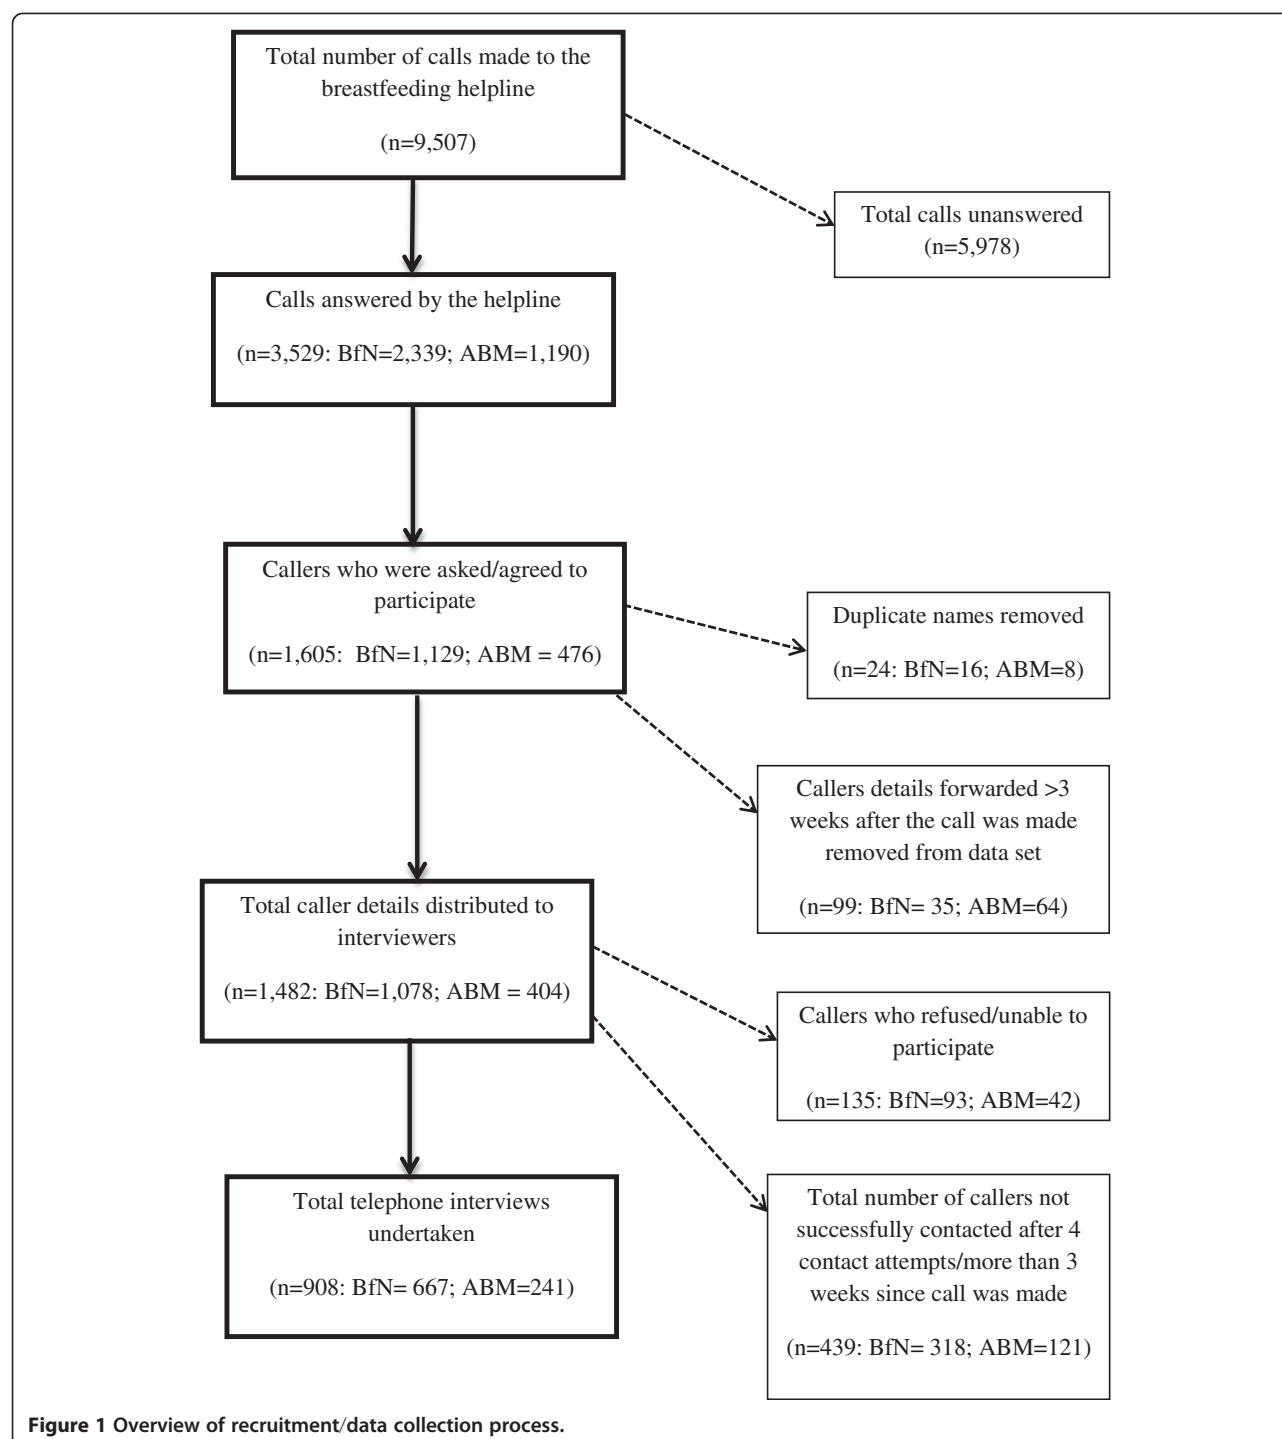 Total number of calls made to the
breastfeeding helpline
(n=9,507)
Total calls unanswered
(n=5,978)
Calls answered by the helpline
(n=3,529: BfN=2,339; ABM=1,190)
Callers who were asked/agreed to
participate
(n=1,605:  BfN=1,129; ABM = 476)
Duplicate names removed
(n=24: BfN=16; ABM=8)
Callers details forwarded >3
weeks after the call was made
removed from data set
(n=99: BfN= 35; ABM=64)
Total caller details distributed to
interviewers
(n=1,482: BfN=1,078; ABM = 404)
Callers who refused/unable to
participate
(n=135: BfN=93; ABM=42)
Total telephone interviews
undertaken
(n=908: BfN= 667; ABM=241)
Total number of callers not
successfully contacted after 4
contact attempts/more than 3
weeks since call was made
(n=439: BfN= 318; ABM=121)
Figure 1 Overview of recruitment/data collection process.